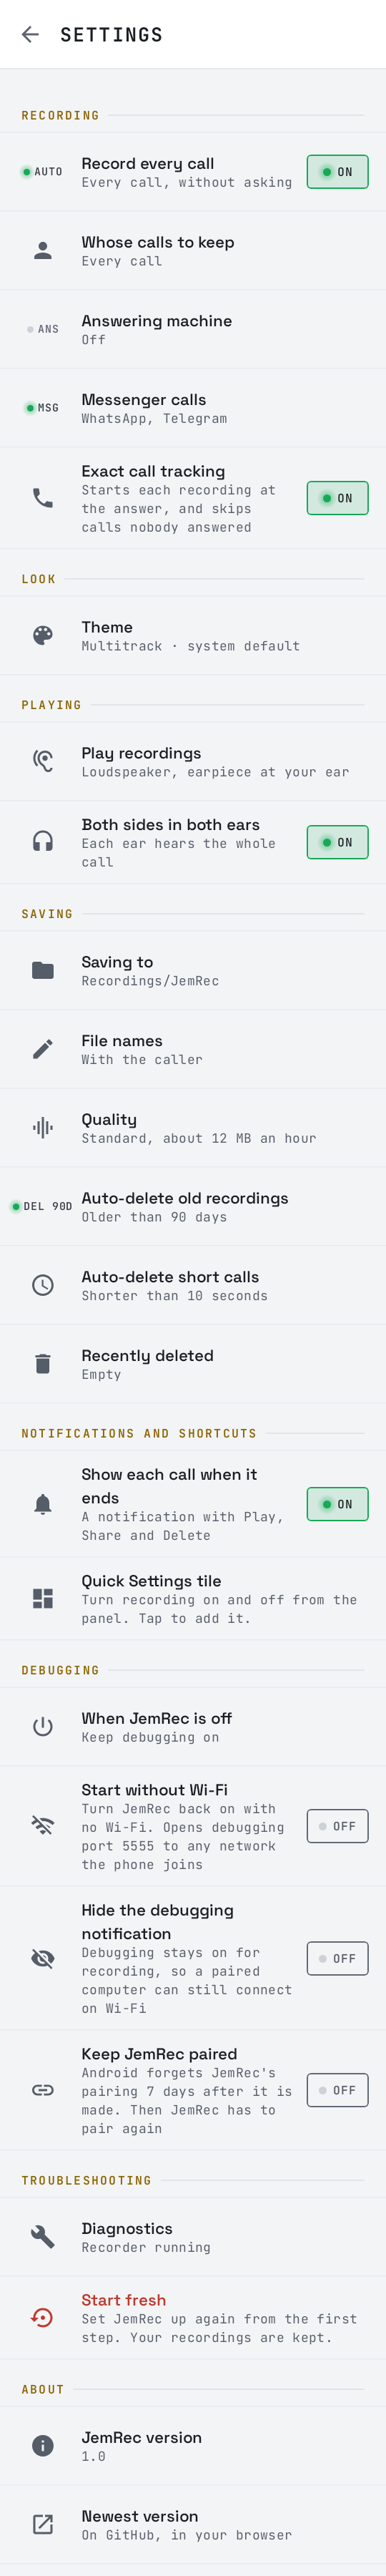 SETTINGS
RECORDING
AUTO
Record every call
Every call, without asking
ON
Whose calls to keep
Every call
ANS
Answering machine
Off
MSG
Messenger calls
WhatsApp, Telegram
Exact call tracking
Starts each recording at
the answer, and skips
calls nobody answered
ON
LOOK
Theme
Multitrack · system default
PLAYING
Play recordings
Loudspeaker, earpiece at your ear
Both sides in both ears
Each ear hears the whole
call
ON
SAVING
Saving to
Recordings/JemRec
File names
With the caller
Quality
Standard, about 12 MB an hour
DEL 90D
Auto-delete old recordings
Older than 90 days
Auto-delete short calls
Shorter than 10 seconds
Recently deleted
Empty
NOTIFICATIONS AND SHORTCUTS
Show each call when it
ends
A notification with Play,
Share and Delete
ON
Quick Settings tile
Turn recording on and off from the
panel. Tap to add it.
DEBUGGING
When JemRec is off
Keep debugging on
Start without Wi-Fi
Turn JemRec back on with
no Wi-Fi. Opens debugging
port 5555 to any network
the phone joins
OFF
Hide the debugging
notification
Debugging stays on for
recording, so a paired
computer can still connect
on Wi-Fi
OFF
Keep JemRec paired
Android forgets JemRec's
pairing 7 days after it is
made. Then JemRec has to
pair again
OFF
TROUBLESHOOTING
Diagnostics
Recorder running
Start fresh
Set JemRec up again from the first
step. Your recordings are kept.
ABOUT
JemRec version
1.0
Newest version
On GitHub, in your browser